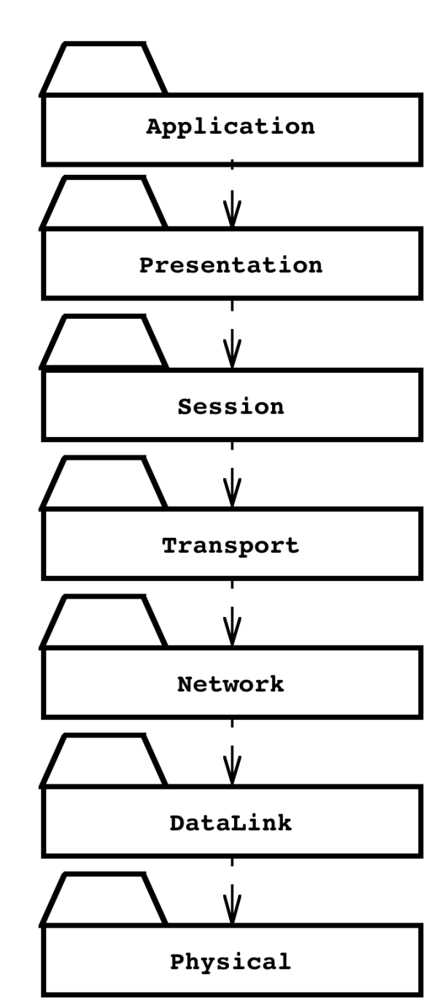 Application
Presentation
Session
Transport
Network
DataLink
Physical